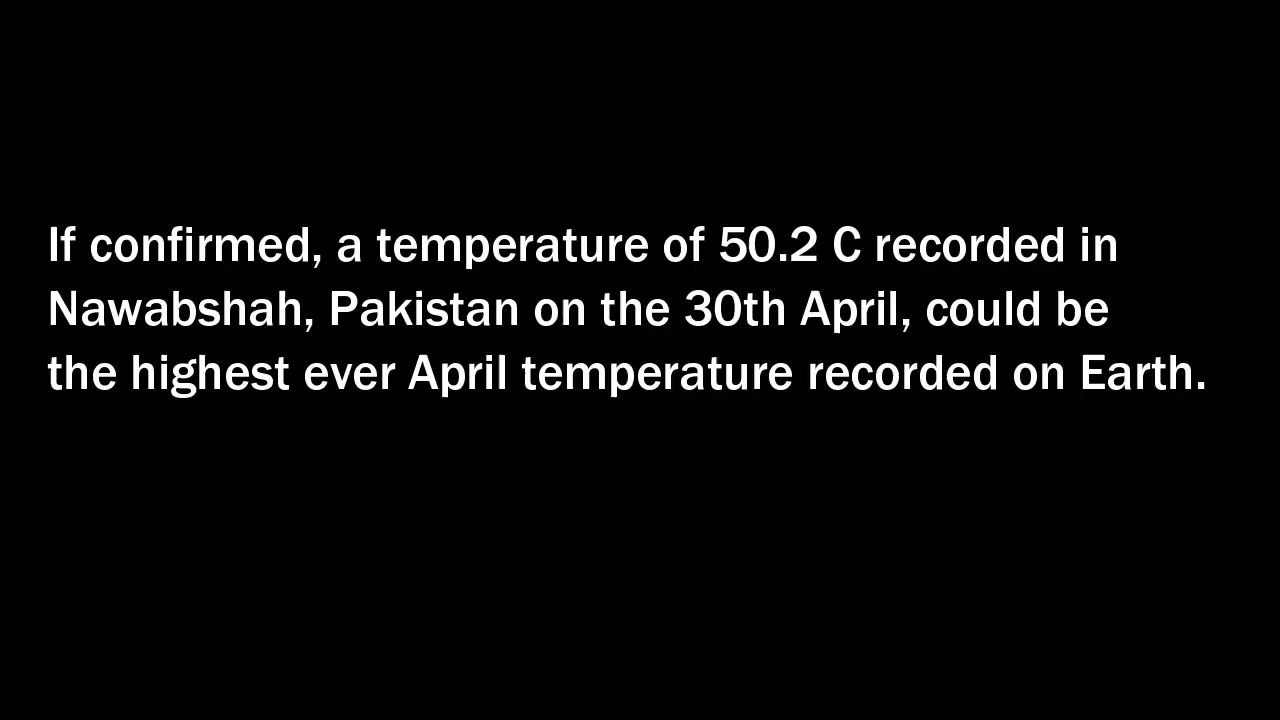 If confirmed, a temperature of 50.2 C recorded in
Nawabshah, Pakistan on the 30th April, could be
the highest ever April temperature recorded on Earth.